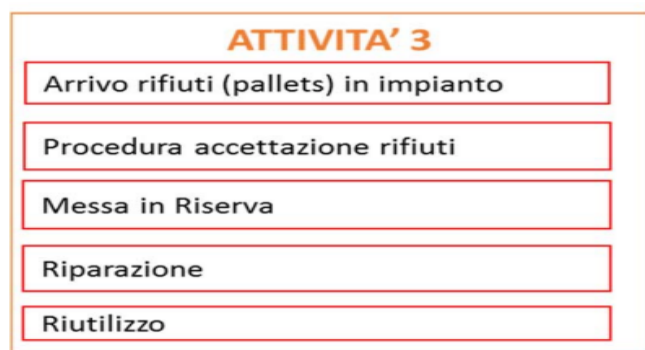 ATTIVITA’ 3
Arrivo rifiuti (pallets) in impianto
Procedura accettazione rifiuti
Messa in Riserva
Riparazione
Riutilizzo